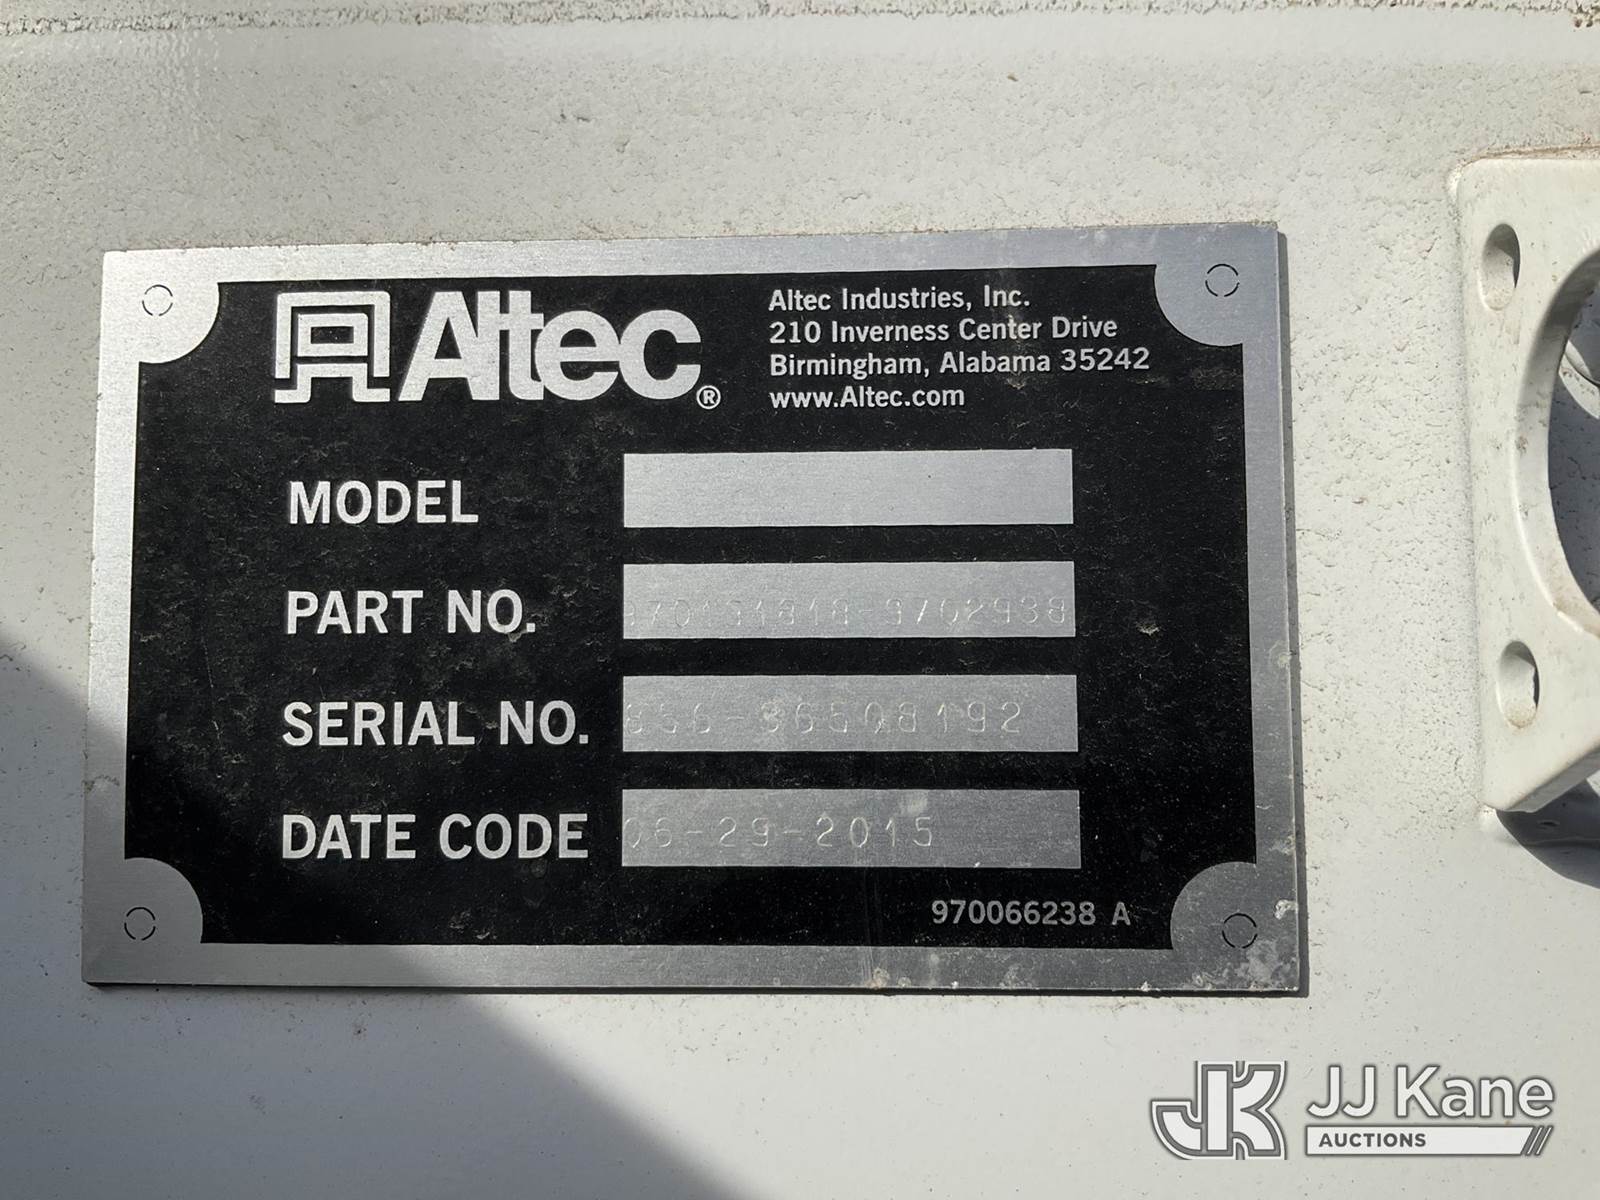 Altec®
Altec Industries, Inc.
210 Inverness Center Drive
Birmingham, Alabama 35242
www.Altec.com
MODEL
PART NO.
SERIAL NO.
DATE CODE 06-29-2015
970066238 A
JK JJ Kane
AUCTIONS